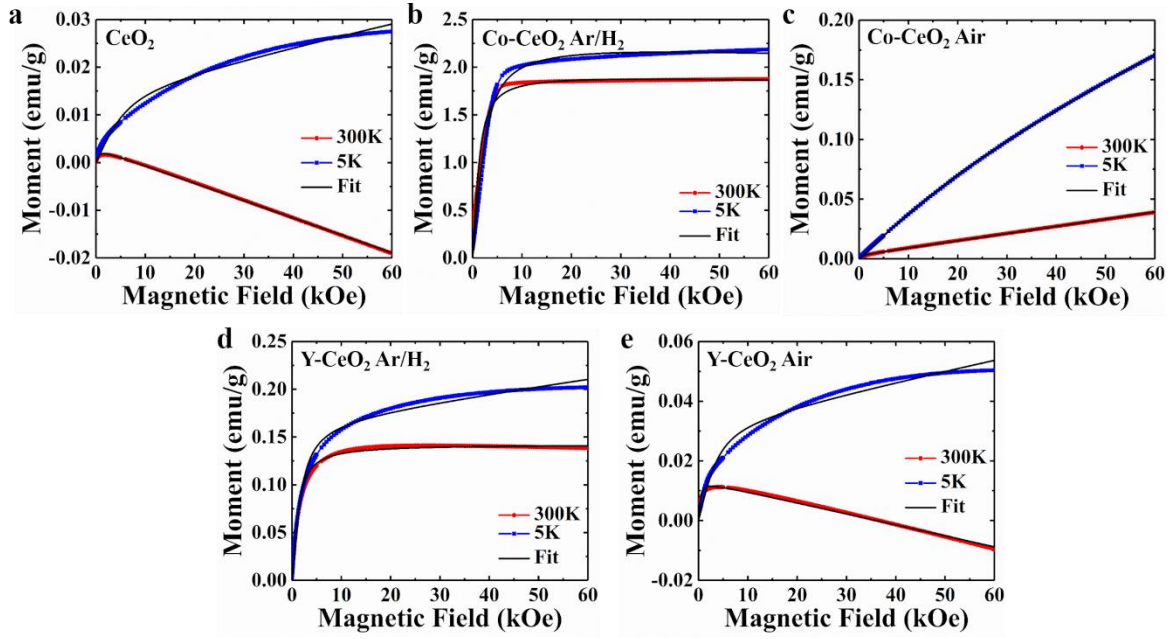 a
CeO₂
Moment (emu/g)
0.03
0.02
0.01
0.00
-0.01
-0.02
300K
5K
Fit
0 10 20 30 40 50 60
Magnetic Field (kOe)
b
Co-CeO₂ Ar/H₂
Moment (emu/g)
2.5
2.0
1.5
1.0
0.5
0.0
300K
5K
Fit
0 10 20 30 40 50 60
Magnetic Field (kOe)
c
Co-CeO₂ Air
Moment (emu/g)
0.15
0.10
0.05
0.00
300K
5K
Fit
0 10 20 30 40 50 60
Magnetic Field (kOe)
d
Y-CeO₂ Ar/H₂
Moment (emu/g)
0.25
0.20
0.15
0.10
0.05
0.00
300K
5K
Fit
0 10 20 30 40 50 60
Magnetic Field (kOe)
e
Y-CeO₂ Air
Moment (emu/g)
0.06
0.04
0.02
0.00
-0.02
300K
5K
Fit
0 10 20 30 40 50 60
Magnetic Field (kOe)